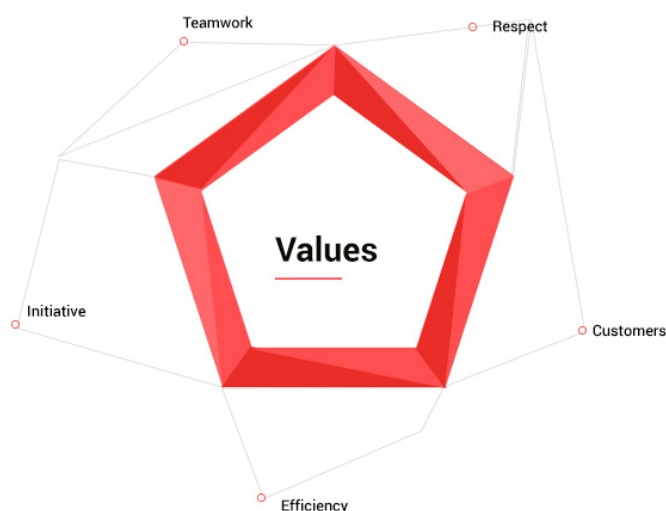 Teamwork
Respect
Values
Initiative
Customers
Efficiency